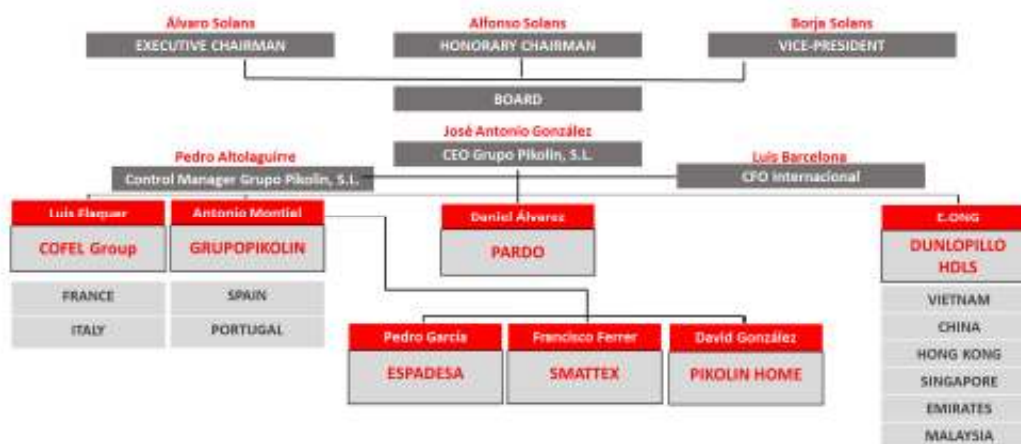 Álvaro Solans
EXECUTIVE CHAIRMAN
Alfonso Solans
HONORARY CHAIRMAN
Borja Solans
VICE-PRESIDENT
BOARD
José Antonio González
CEO Grupo Pikolin, S.L.
Pedro Altolaguirre
Control Manager Grupo Pikolin, S.L.
Luis Barcelona
CFO Internacional
Luis Flaquer
COFEL Group
FRANCE
ITALY
Antonio Montiel
GRUPOPIKOLIN
SPAIN
PORTUGAL
Daniel Álvarez
PARDO
E.ONG
DUNLOPILLO
HDLS
VIETNAM
CHINA
HONG KONG
SINGAPORE
EMIRATES
MALAYSIA
Pedro García
ESPADESA
Francisco Ferrer
SMATTEX
David González
PIKOLIN HOME